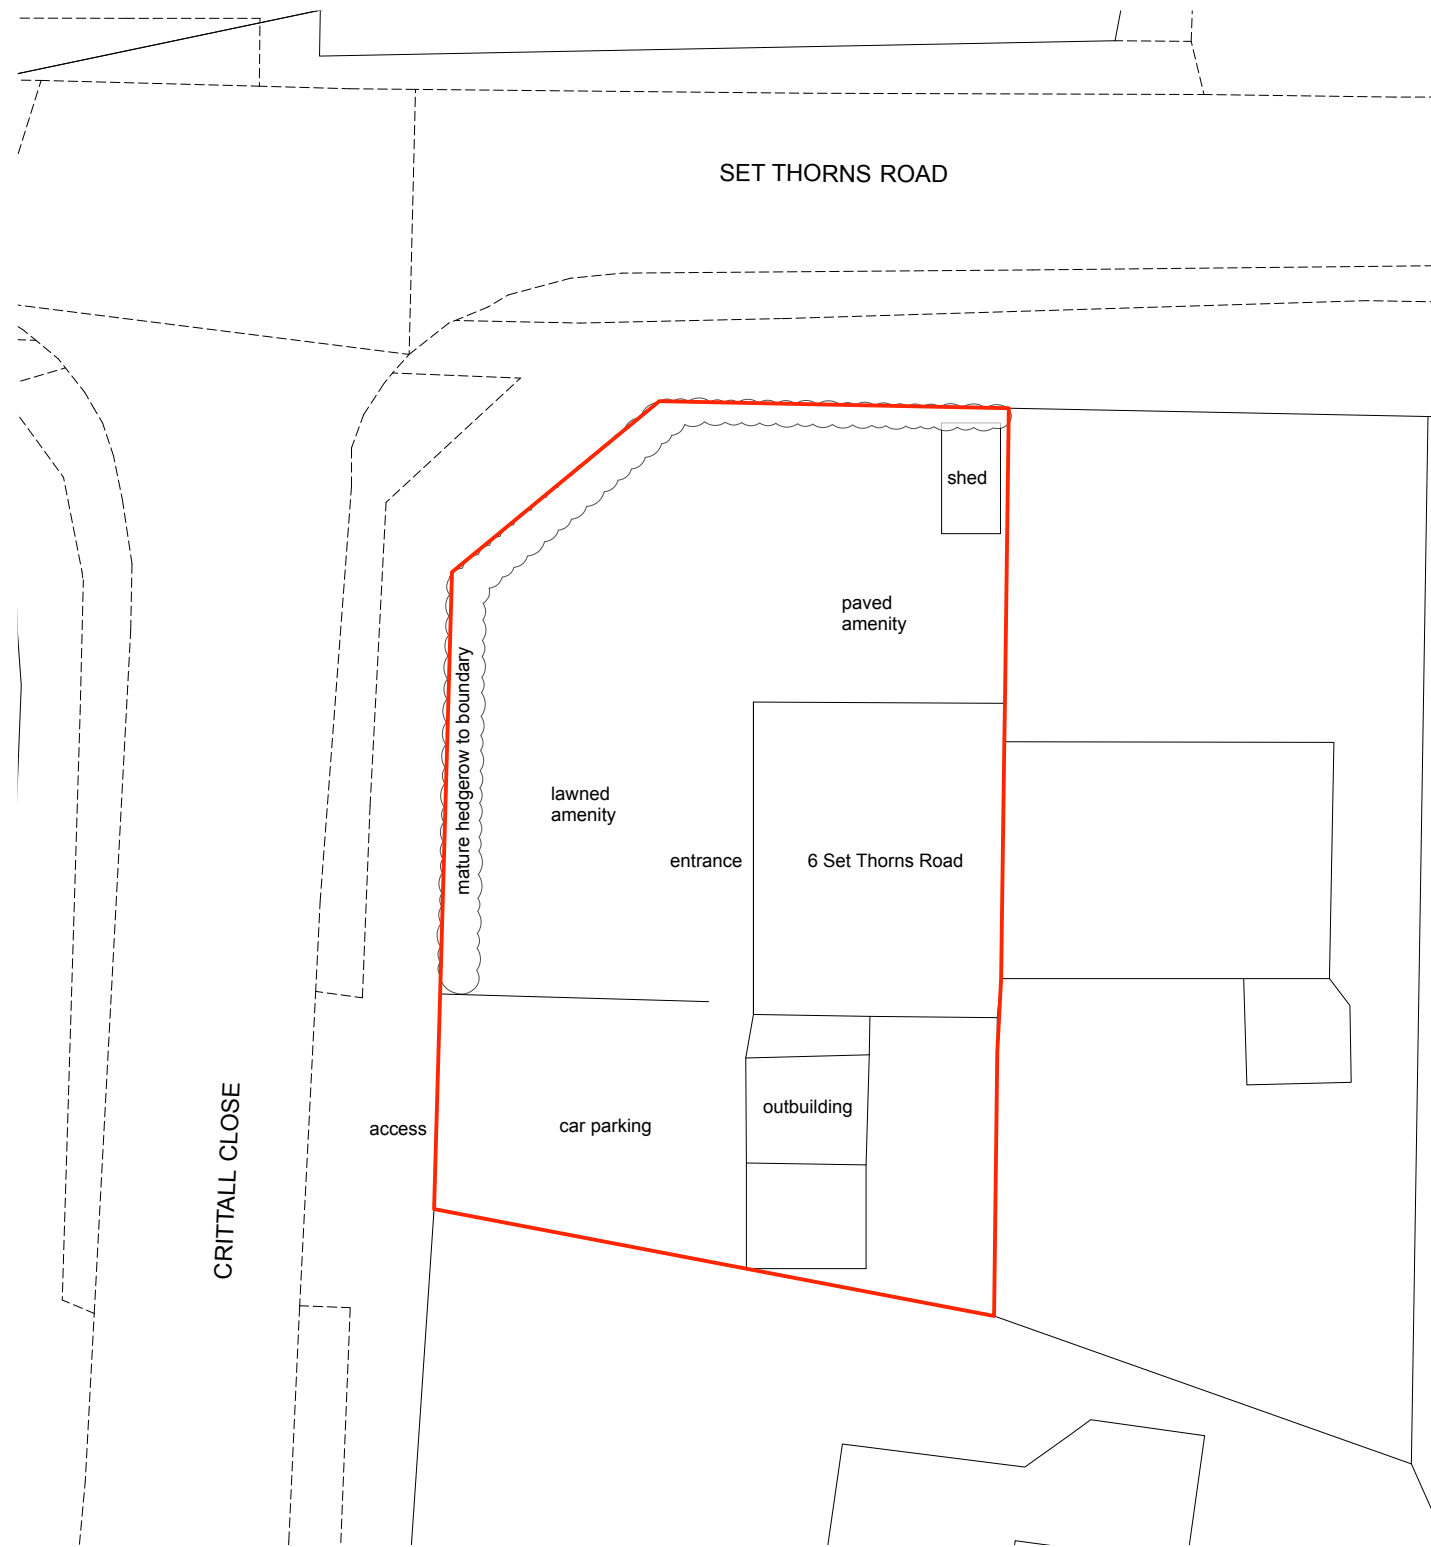 SET THORNS ROAD
shed
paved
amenity
mature hedgerow to boundary
lawned
amenity
entrance
6 Set Thorns Road
outbuilding
access
car parking
CRITTALL CLOSE